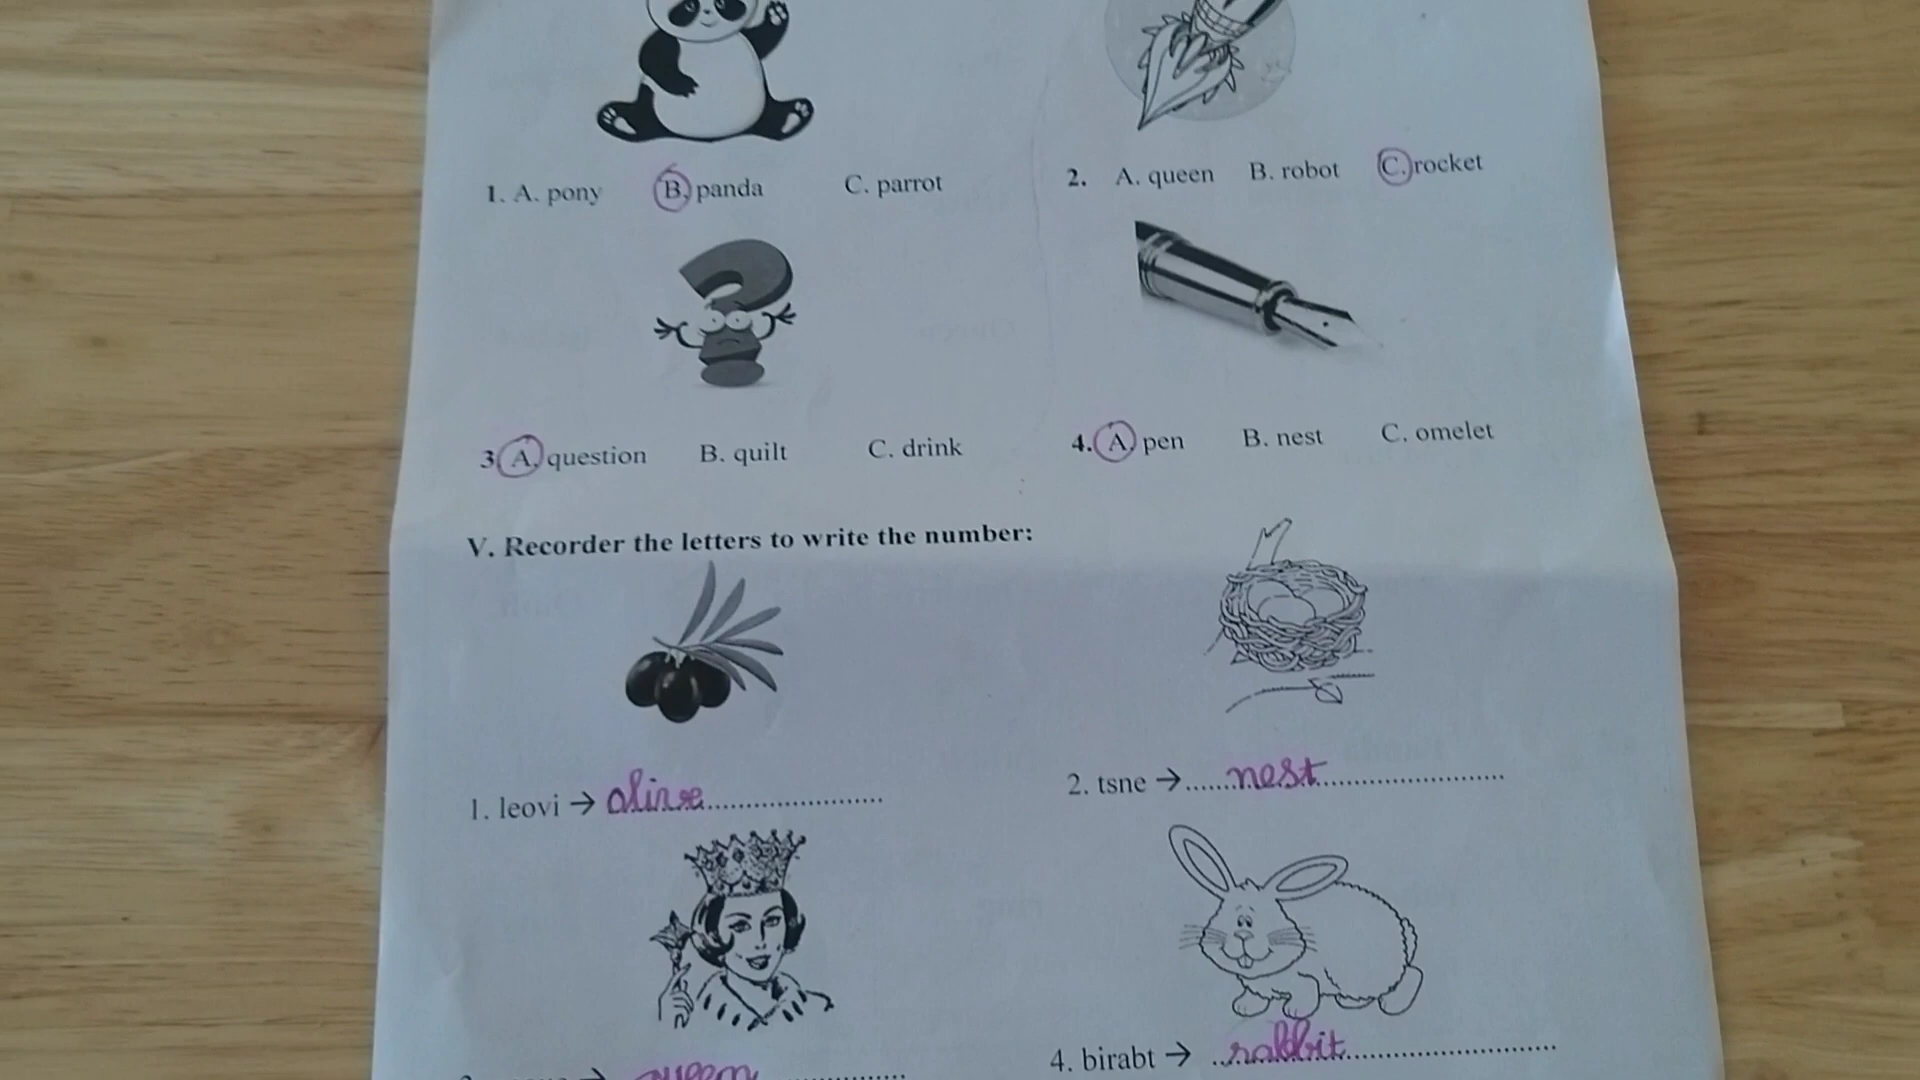 1. A. pony B. panda C. parrot
2. A. queen B. robot C. rocket
3. A. question B. quilt C. drink
4. A. pen B. nest C. omelet
V. Recorder the letters to write the number:
1. leovi → olive
2. tsne → nest
queen
4. birabt → rabbit